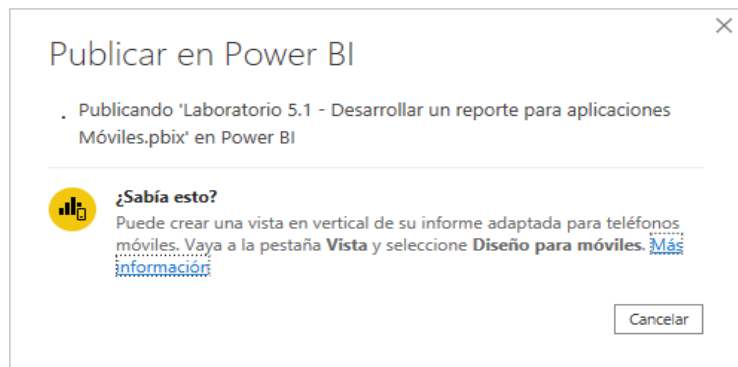 Publicar en Power BI
. Publicando 'Laboratorio 5.1 - Desarrollar un reporte para aplicaciones
Móviles.pbix' en Power BI
¿Sabía esto?
Puede crear una vista en vertical de su informe adaptada para teléfonos
móviles. Vaya a la pestaña Vista y seleccione Diseño para móviles. Más
información
Cancelar